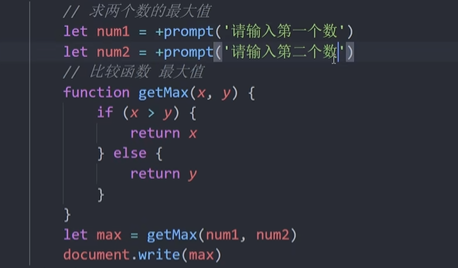 // 求两个数的最大值
let num1 = +prompt('请输入第一个数')
let num2 = +prompt('请输入第二个数')
// 比较函数 最大值
function getMax(x, y) {
    if (x > y) {
        return x
    } else {
        return y
    }
}
let max = getMax(num1, num2)
document.write(max)